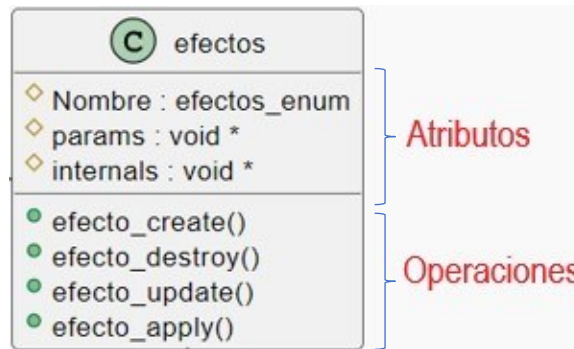 C efectos
Nombre : efectos_enum
params : void *
internals : void *
Atributos
efecto_create()
efecto_destroy()
efecto_update()
efecto_apply()
Operaciones